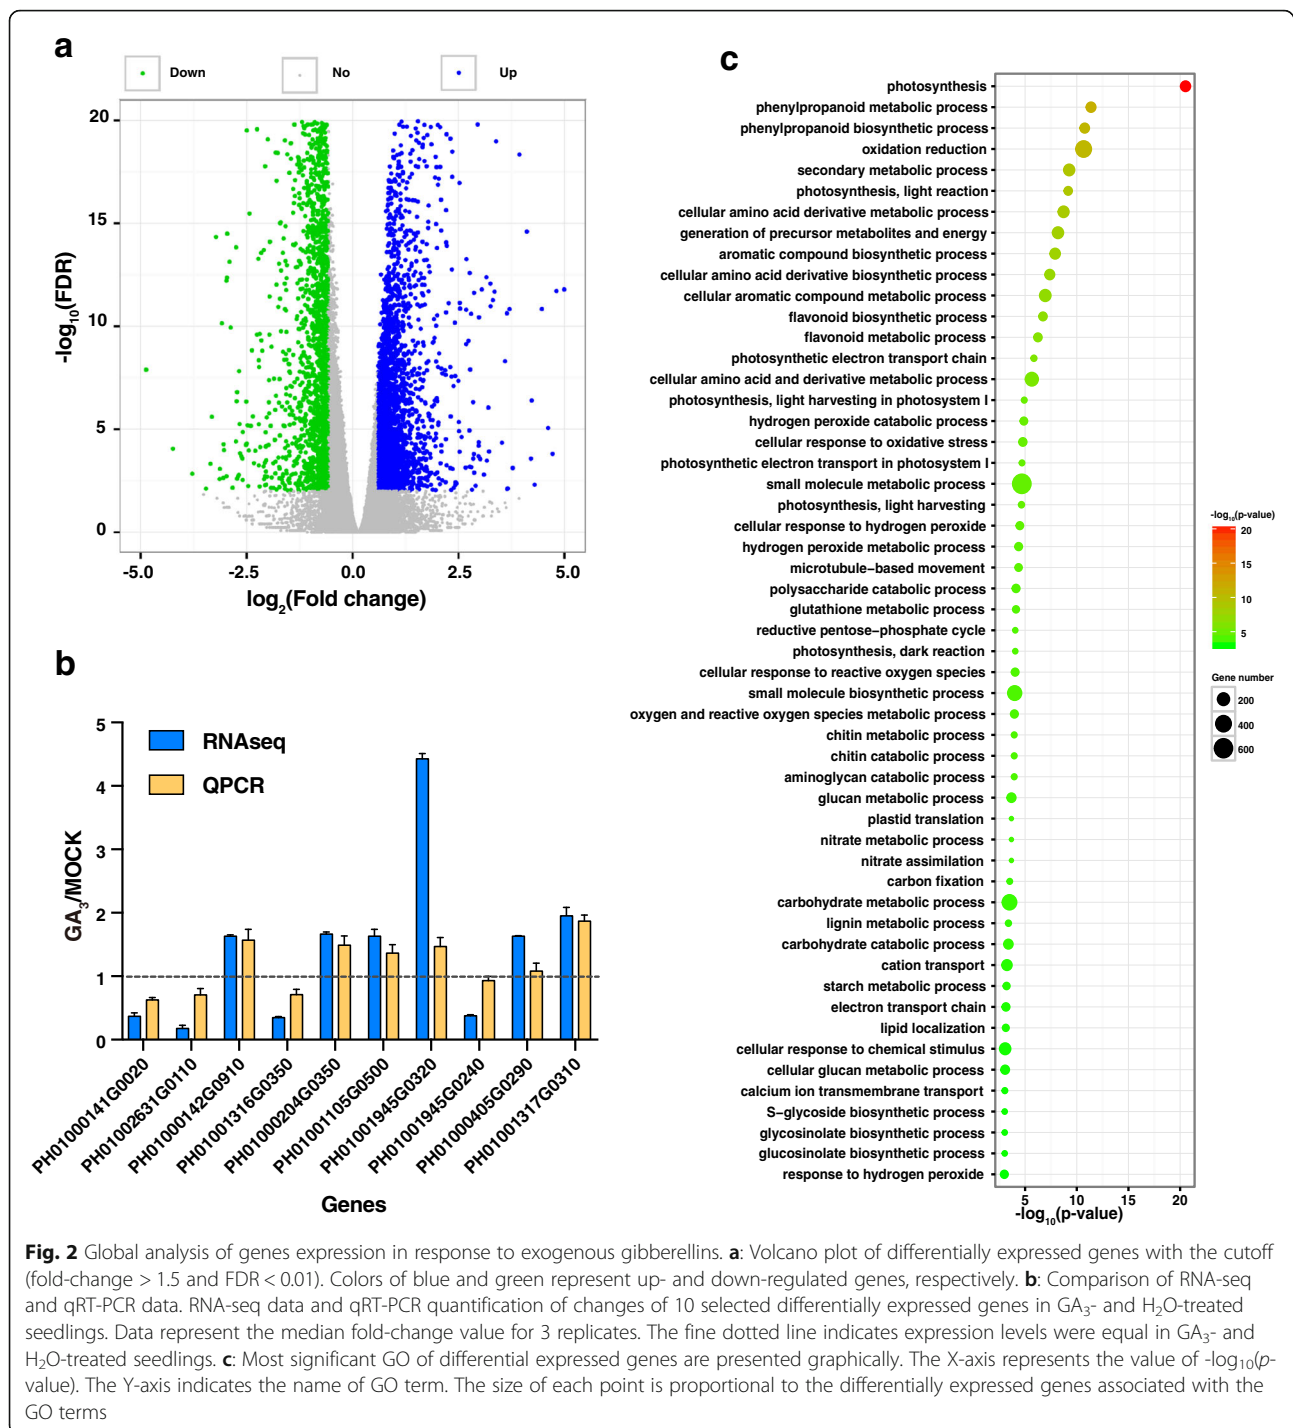 a
Down
No
Up
20
15
10
5
0
-log10(FDR)
-5.0
-2.5
0.0
2.5
5.0
log2(Fold change)
b
RNAseq
QPCR
5
4
3
2
1
0
GA3/MOCK
PH01000141G0020
PH01002631G0110
PH01000142G0910
PH01001316G0350
PH01000204G0350
PH01001105G0500
PH01001945G0320
PH01001945G0240
PH01000405G0290
PH01001317G0310
Genes
c
photosynthesis
phenylpropanoid metabolic process
phenylpropanoid biosynthetic process
oxidation reduction
secondary metabolic process
photosynthesis, light reaction
cellular amino acid derivative metabolic process
generation of precursor metabolites and energy
aromatic compound biosynthetic process
cellular amino acid derivative biosynthetic process
cellular aromatic compound metabolic process
flavonoid biosynthetic process
flavonoid metabolic process
photosynthetic electron transport chain
cellular amino acid and derivative metabolic process
photosynthesis, light harvesting in photosystem I
hydrogen peroxide catabolic process
cellular response to oxidative stress
photosynthetic electron transport in photosystem I
small molecule metabolic process
photosynthesis, light harvesting
cellular response to hydrogen peroxide
hydrogen peroxide metabolic process
microtubule−based movement
polysaccharide catabolic process
glutathione metabolic process
reductive pentose−phosphate cycle
photosynthesis, dark reaction
cellular response to reactive oxygen species
small molecule biosynthetic process
oxygen and reactive oxygen species metabolic process
chitin metabolic process
chitin catabolic process
aminoglycan catabolic process
glucan metabolic process
plastid translation
nitrate metabolic process
nitrate assimilation
carbon fixation
carbohydrate metabolic process
lignin metabolic process
carbohydrate catabolic process
cation transport
starch metabolic process
electron transport chain
lipid localization
cellular response to chemical stimulus
cellular glucan metabolic process
calcium ion transmembrane transport
S−glycoside biosynthetic process
glycosinolate biosynthetic process
glucosinolate biosynthetic process
response to hydrogen peroxide
5
10
15
20
-log10(p-value)
-log10(p-value)
20
15
10
5
Gene number
200
400
600
Fig. 2 Global analysis of genes expression in response to exogenous gibberellins. a: Volcano plot of differentially expressed genes with the cutoff
(fold-change > 1.5 and FDR < 0.01). Colors of blue and green represent up- and down-regulated genes, respectively. b: Comparison of RNA-seq
and qRT-PCR data. RNA-seq data and qRT-PCR quantification of changes of 10 selected differentially expressed genes in GA3- and H2O-treated
seedlings. Data represent the median fold-change value for 3 replicates. The fine dotted line indicates expression levels were equal in GA3- and
H2O-treated seedlings. c: Most significant GO of differential expressed genes are presented graphically. The X-axis represents the value of -log10(p-
value). The Y-axis indicates the name of GO term. The size of each point is proportional to the differentially expressed genes associated with the
GO terms